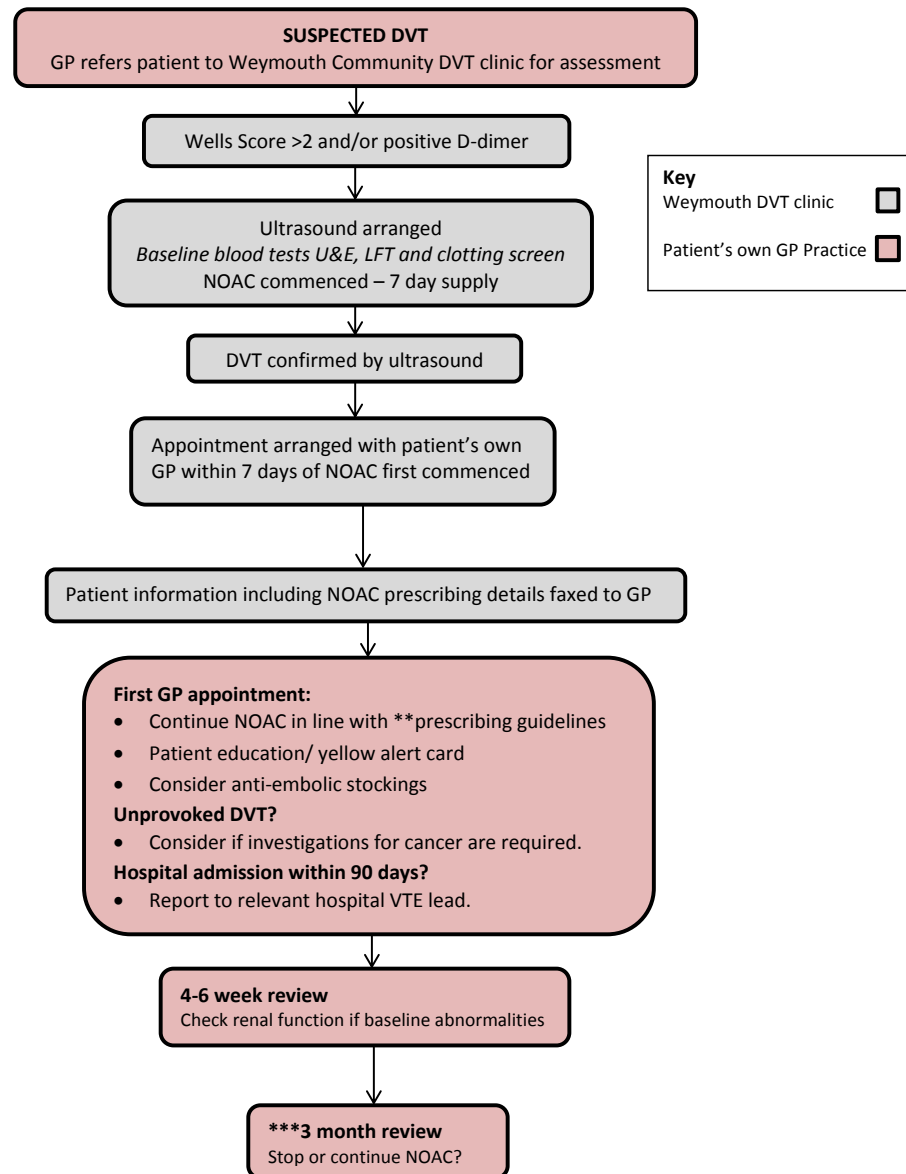 SUSPECTED DVT
GP refers patient to Weymouth Community DVT clinic for assessment
Wells Score >2 and/or positive D-dimer
Key
Weymouth DVT clinic
Patient's own GP Practice
Ultrasound arranged
Baseline blood tests U&E, LFT and clotting screen
NOAC commenced – 7 day supply
DVT confirmed by ultrasound
Appointment arranged with patient's own
GP within 7 days of NOAC first commenced
Patient information including NOAC prescribing details faxed to GP
First GP appointment:
• Continue NOAC in line with **prescribing guidelines
• Patient education/ yellow alert card
• Consider anti-embolic stockings
Unprovoked DVT?
• Consider if investigations for cancer are required.
Hospital admission within 90 days?
• Report to relevant hospital VTE lead.
4-6 week review
Check renal function if baseline abnormalities
***3 month review
Stop or continue NOAC?